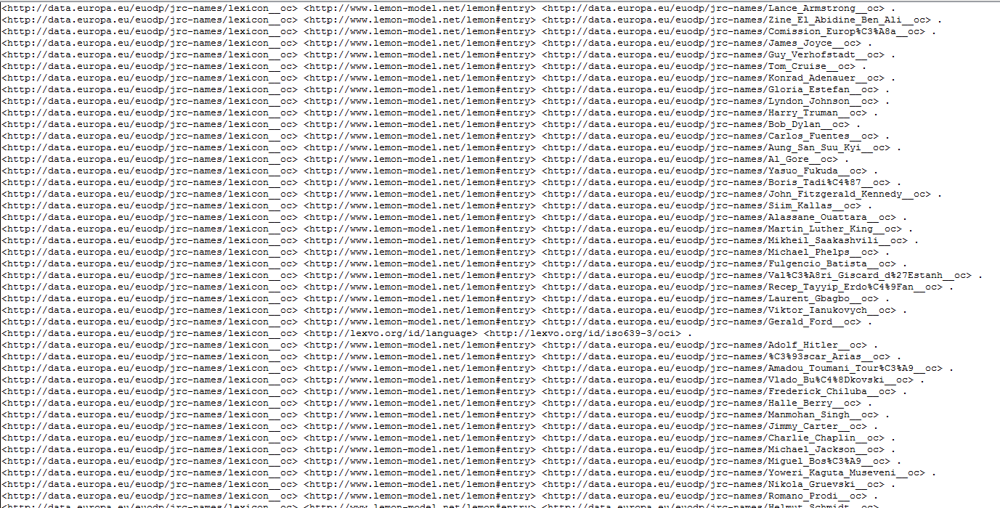 <http://data.europa.eu/euodp/jrc-names/lexicon__oc> <http://www.lemon-model.net/lemon#entry> <http://data.europa.eu/euodp/jrc-names/Lance_Armstrong__oc> .
<http://data.europa.eu/euodp/jrc-names/lexicon__oc> <http://www.lemon-model.net/lemon#entry> <http://data.europa.eu/euodp/jrc-names/Zine_El_Abidine_Ben_Ali__oc> .
<http://data.europa.eu/euodp/jrc-names/lexicon__oc> <http://www.lemon-model.net/lemon#entry> <http://data.europa.eu/euodp/jrc-names/Comission_Europ%C3%A8a__oc> .
<http://data.europa.eu/euodp/jrc-names/lexicon__oc> <http://www.lemon-model.net/lemon#entry> <http://data.europa.eu/euodp/jrc-names/James_Joyce__oc> .
<http://data.europa.eu/euodp/jrc-names/lexicon__oc> <http://www.lemon-model.net/lemon#entry> <http://data.europa.eu/euodp/jrc-names/Guy_Verhofstadt__oc> .
<http://data.europa.eu/euodp/jrc-names/lexicon__oc> <http://www.lemon-model.net/lemon#entry> <http://data.europa.eu/euodp/jrc-names/Tom_Cruise__oc> .
<http://data.europa.eu/euodp/jrc-names/lexicon__oc> <http://www.lemon-model.net/lemon#entry> <http://data.europa.eu/euodp/jrc-names/Konrad_Adenauer__oc> .
<http://data.europa.eu/euodp/jrc-names/lexicon__oc> <http://www.lemon-model.net/lemon#entry> <http://data.europa.eu/euodp/jrc-names/Gloria_Estefan__oc> .
<http://data.europa.eu/euodp/jrc-names/lexicon__oc> <http://www.lemon-model.net/lemon#entry> <http://data.europa.eu/euodp/jrc-names/Lyndon_Johnson__oc> .
<http://data.europa.eu/euodp/jrc-names/lexicon__oc> <http://www.lemon-model.net/lemon#entry> <http://data.europa.eu/euodp/jrc-names/Harry_Truman__oc> .
<http://data.europa.eu/euodp/jrc-names/lexicon__oc> <http://www.lemon-model.net/lemon#entry> <http://data.europa.eu/euodp/jrc-names/Bob_Dylan__oc> .
<http://data.europa.eu/euodp/jrc-names/lexicon__oc> <http://www.lemon-model.net/lemon#entry> <http://data.europa.eu/euodp/jrc-names/Carlos_Fuentes__oc> .
<http://data.europa.eu/euodp/jrc-names/lexicon__oc> <http://www.lemon-model.net/lemon#entry> <http://data.europa.eu/euodp/jrc-names/Aung_San_Suu_Kyi__oc> .
<http://data.europa.eu/euodp/jrc-names/lexicon__oc> <http://www.lemon-model.net/lemon#entry> <http://data.europa.eu/euodp/jrc-names/Al_Gore__oc> .
<http://data.europa.eu/euodp/jrc-names/lexicon__oc> <http://www.lemon-model.net/lemon#entry> <http://data.europa.eu/euodp/jrc-names/Yasuo_Fukuda__oc> .
<http://data.europa.eu/euodp/jrc-names/lexicon__oc> <http://www.lemon-model.net/lemon#entry> <http://data.europa.eu/euodp/jrc-names/Boris_Tadi%C4%87__oc> .
<http://data.europa.eu/euodp/jrc-names/lexicon__oc> <http://www.lemon-model.net/lemon#entry> <http://data.europa.eu/euodp/jrc-names/John_Fitzgerald_Kennedy__oc> .
<http://data.europa.eu/euodp/jrc-names/lexicon__oc> <http://www.lemon-model.net/lemon#entry> <http://data.europa.eu/euodp/jrc-names/Siim_Kallas__oc> .
<http://data.europa.eu/euodp/jrc-names/lexicon__oc> <http://www.lemon-model.net/lemon#entry> <http://data.europa.eu/euodp/jrc-names/Alassane_Ouattara__oc> .
<http://data.europa.eu/euodp/jrc-names/lexicon__oc> <http://www.lemon-model.net/lemon#entry> <http://data.europa.eu/euodp/jrc-names/Martin_Luther_King__oc> .
<http://data.europa.eu/euodp/jrc-names/lexicon__oc> <http://www.lemon-model.net/lemon#entry> <http://data.europa.eu/euodp/jrc-names/Mikheil_Saakashvili__oc> .
<http://data.europa.eu/euodp/jrc-names/lexicon__oc> <http://www.lemon-model.net/lemon#entry> <http://data.europa.eu/euodp/jrc-names/Michael_Phelps__oc> .
<http://data.europa.eu/euodp/jrc-names/lexicon__oc> <http://www.lemon-model.net/lemon#entry> <http://data.europa.eu/euodp/jrc-names/Fulgencio_Batista__oc> .
<http://data.europa.eu/euodp/jrc-names/lexicon__oc> <http://www.lemon-model.net/lemon#entry> <http://data.europa.eu/euodp/jrc-names/Val%C3%A8ri_Giscard_d%27Estanh__oc> .
<http://data.europa.eu/euodp/jrc-names/lexicon__oc> <http://www.lemon-model.net/lemon#entry> <http://data.europa.eu/euodp/jrc-names/Recep_Tayyip_Erdo%C4%9Fan__oc> .
<http://data.europa.eu/euodp/jrc-names/lexicon__oc> <http://www.lemon-model.net/lemon#entry> <http://data.europa.eu/euodp/jrc-names/Laurent_Gbagbo__oc> .
<http://data.europa.eu/euodp/jrc-names/lexicon__oc> <http://www.lemon-model.net/lemon#entry> <http://data.europa.eu/euodp/jrc-names/Viktor_Ianukovych__oc> .
<http://data.europa.eu/euodp/jrc-names/lexicon__oc> <http://www.lemon-model.net/lemon#entry> <http://data.europa.eu/euodp/jrc-names/Gerald_Ford__oc> .
<http://data.europa.eu/euodp/jrc-names/lexicon__oc> <http://lexvo.org/id/language> <http://lexvo.org/id/iso639-3/oci> .
<http://data.europa.eu/euodp/jrc-names/lexicon__oc> <http://www.lemon-model.net/lemon#entry> <http://data.europa.eu/euodp/jrc-names/Adolf_Hitler__oc> .
<http://data.europa.eu/euodp/jrc-names/lexicon__oc> <http://www.lemon-model.net/lemon#entry> <http://data.europa.eu/euodp/jrc-names/%C3%93scar_Arias__oc> .
<http://data.europa.eu/euodp/jrc-names/lexicon__oc> <http://www.lemon-model.net/lemon#entry> <http://data.europa.eu/euodp/jrc-names/Amadou_Toumani_Tour%C3%A9__oc> .
<http://data.europa.eu/euodp/jrc-names/lexicon__oc> <http://www.lemon-model.net/lemon#entry> <http://data.europa.eu/euodp/jrc-names/Vlado_Bu%C4%8Dkovski__oc> .
<http://data.europa.eu/euodp/jrc-names/lexicon__oc> <http://www.lemon-model.net/lemon#entry> <http://data.europa.eu/euodp/jrc-names/Frederick_Chiluba__oc> .
<http://data.europa.eu/euodp/jrc-names/lexicon__oc> <http://www.lemon-model.net/lemon#entry> <http://data.europa.eu/euodp/jrc-names/Halle_Berry__oc> .
<http://data.europa.eu/euodp/jrc-names/lexicon__oc> <http://www.lemon-model.net/lemon#entry> <http://data.europa.eu/euodp/jrc-names/Manmohan_Singh__oc> .
<http://data.europa.eu/euodp/jrc-names/lexicon__oc> <http://www.lemon-model.net/lemon#entry> <http://data.europa.eu/euodp/jrc-names/Jimmy_Carter__oc> .
<http://data.europa.eu/euodp/jrc-names/lexicon__oc> <http://www.lemon-model.net/lemon#entry> <http://data.europa.eu/euodp/jrc-names/Charlie_Chaplin__oc> .
<http://data.europa.eu/euodp/jrc-names/lexicon__oc> <http://www.lemon-model.net/lemon#entry> <http://data.europa.eu/euodp/jrc-names/Michael_Jackson__oc> .
<http://data.europa.eu/euodp/jrc-names/lexicon__oc> <http://www.lemon-model.net/lemon#entry> <http://data.europa.eu/euodp/jrc-names/Miguel_Bos%C3%A9__oc> .
<http://data.europa.eu/euodp/jrc-names/lexicon__oc> <http://www.lemon-model.net/lemon#entry> <http://data.europa.eu/euodp/jrc-names/Yoweri_Kaguta_Museveni__oc> .
<http://data.europa.eu/euodp/jrc-names/lexicon__oc> <http://www.lemon-model.net/lemon#entry> <http://data.europa.eu/euodp/jrc-names/Nikola_Gruevski__oc> .
<http://data.europa.eu/euodp/jrc-names/lexicon__oc> <http://www.lemon-model.net/lemon#entry> <http://data.europa.eu/euodp/jrc-names/Romano_Prodi__oc> .
<http://data.europa.eu/euodp/jrc-names/lexicon__oc> <http://www.lemon-model.net/lemon#entry> <http://data.europa.eu/euodp/jrc-names/Helmut_Schmidt__oc> .